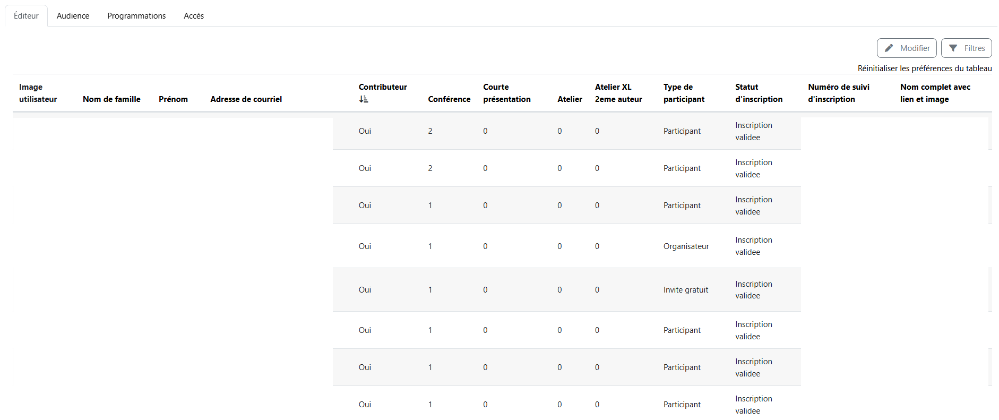 Éditeur Audience Programmations Accès
Modifier Filtres
Réinitialiser les préférences du tableau
Image utilisateur Nom de famille Prénom Adresse de courriel Contributeur Conférence Courte présentation Atelier Atelier XL 2eme auteur Type de participant Statut d'inscription Numéro de suivi d'inscription Nom complet avec lien et image
Oui 2 0 0 0 Participant Inscription validee
Oui 2 0 0 0 Participant Inscription validee
Oui 1 0 0 0 Participant Inscription validee
Oui 1 0 0 0 Organisateur Inscription validee
Oui 1 0 0 0 Invite gratuit Inscription validee
Oui 1 0 0 0 Participant Inscription validee
Oui 1 0 0 0 Participant Inscription validee
Oui 1 0 0 0 Participant Inscription validee